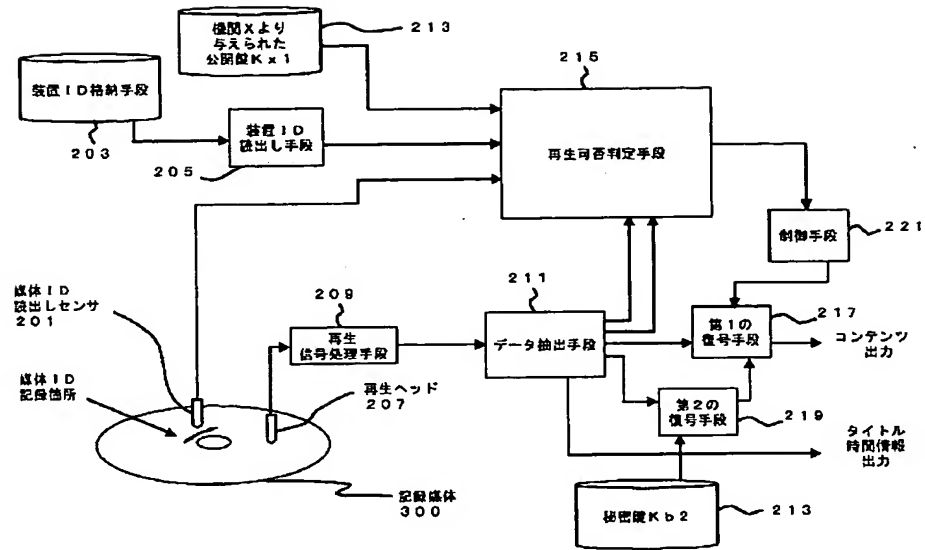 機関Xより
与えられた
公開鍵Kx1
213
装置ID格納手段
203
装置ID
読出し手段
205
215
再生可否判定手段
制御手段
221
媒体ID
読出しセンサ
201
媒体ID
記録箇所
209
再生
信号処理手段
211
データ抽出手段
第1の
復号手段
217
コンテンツ
出力
再生ヘッド
207
第2の
復号手段
219
タイトル
時間情報
出力
記録媒体
300
秘密鍵Kb2
213